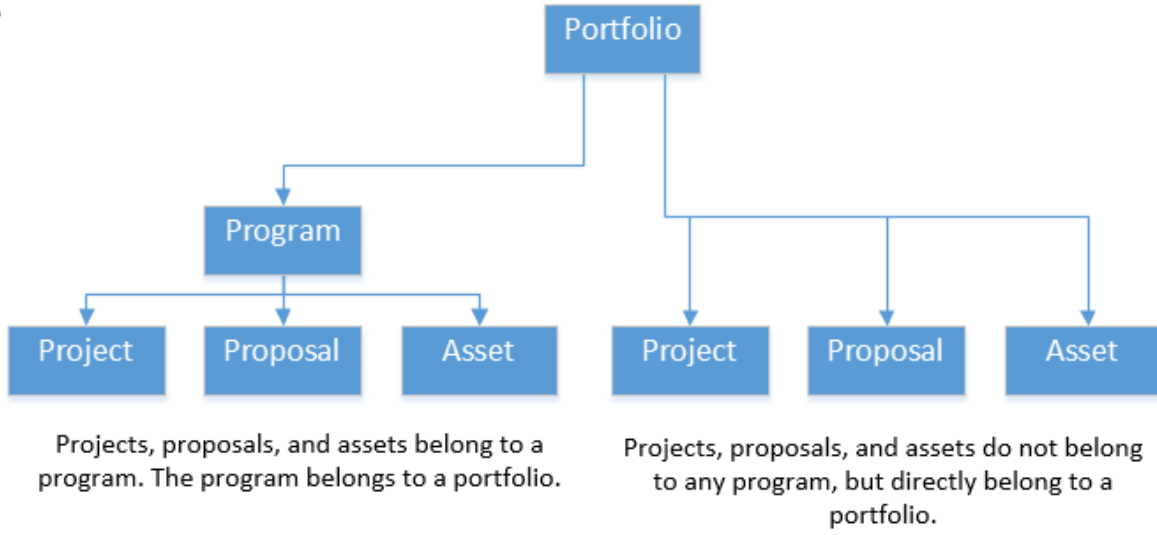 Portfolio
Program
Project
Proposal
Asset
Project
Proposal
Asset
Projects, proposals, and assets belong to a
program. The program belongs to a portfolio.
Projects, proposals, and assets do not belong
to any program, but directly belong to a
portfolio.